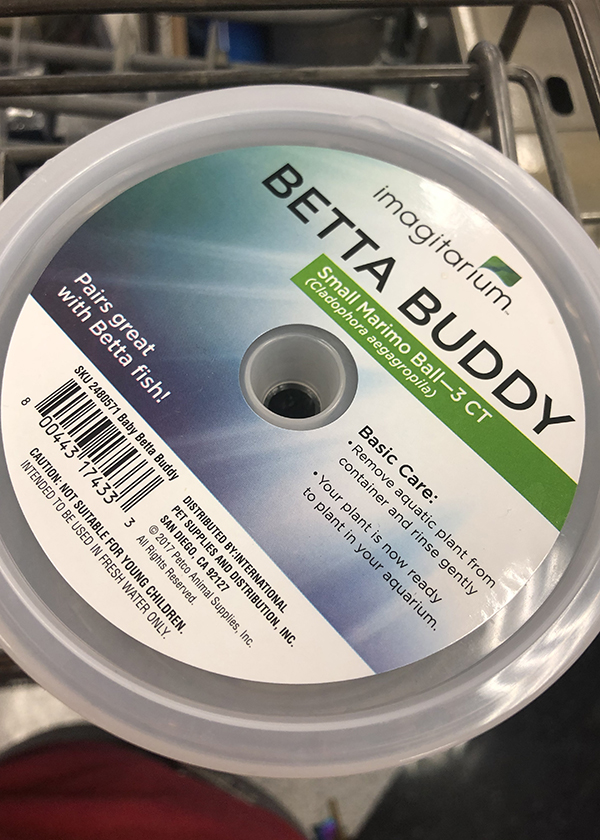 imagitarium™
BETTA BUDDY
Small Marimo Ball—3 CT
(Cladophora aegagropila)
Pairs great
with Betta fish!
Basic Care:
• Remove aquatic plant from
container and rinse gently
• Your plant is now ready
to plant in your aquarium.
SKU 2480571 Baby Betta Buddy
8 00443 17433 3
DISTRIBUTED BY:INTERNATIONAL
PET SUPPLIES AND DISTRIBUTION, INC.
SAN DIEGO, CA 92127
© 2017 Petco Animal Supplies, Inc.
All Rights Reserved.
CAUTION: NOT SUITABLE FOR YOUNG CHILDREN.
INTENDED TO BE USED IN FRESH WATER ONLY.